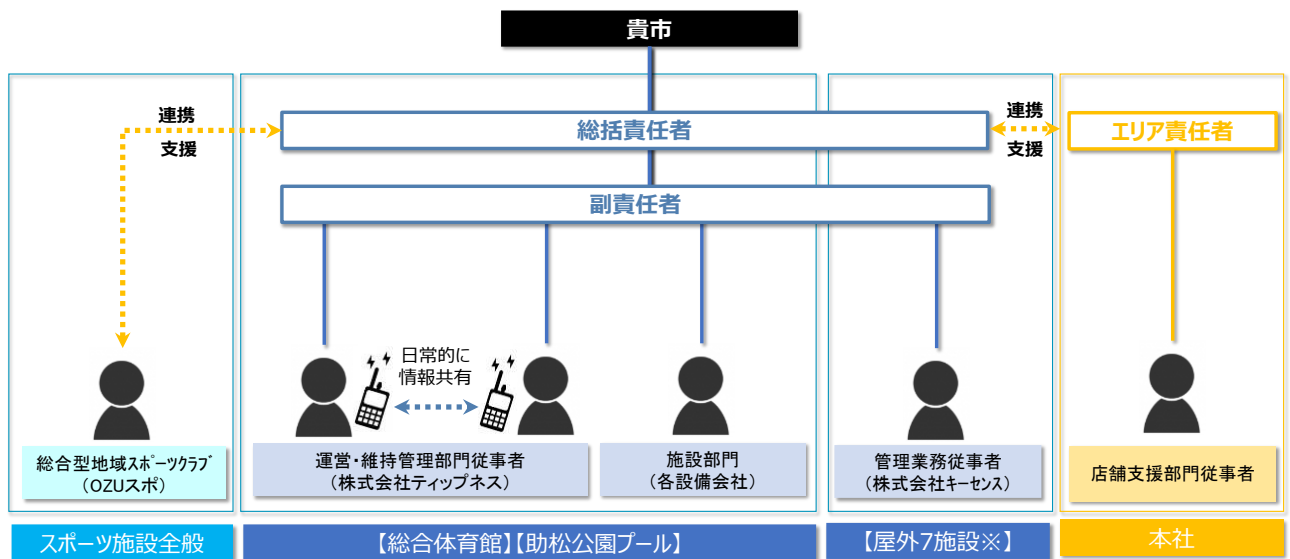 貴市
連携
支援
総括責任者
連携
支援
エリア責任者
副責任者
日常的に
情報共有
総合型地域スポーツクラブ
(OZUスポ)
運営・維持管理部門従事者
(株式会社ティップネス)
施設部門
(各設備会社)
管理業務従事者
(株式会社キーセンス)
店舗支援部門従事者
スポーツ施設全般
【総合体育館】【助松公園プール】
【屋外7施設※】
本社